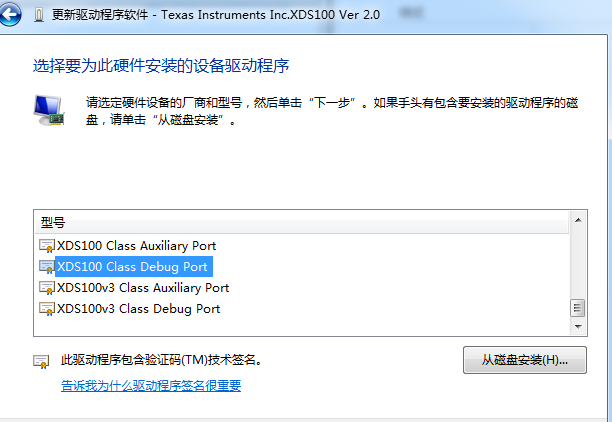 更新驱动程序软件 - Texas Instruments Inc.XDS100 Ver 2.0
选择要为此硬件安装的设备驱动程序
请选定硬件设备的厂商和型号，然后单击“下一步”。如果手头有包含要安装的驱动程序的磁
盘，请单击“从磁盘安装”。
型号
XDS100 Class Auxiliary Port
XDS100 Class Debug Port
XDS100v3 Class Auxiliary Port
XDS100v3 Class Debug Port
此驱动程序包含验证码(TM)技术签名。
从磁盘安装(H)...
告诉我为什么驱动程序签名很重要